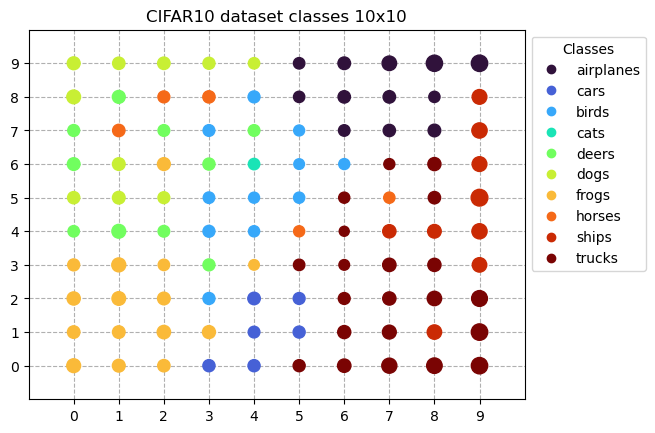 CIFAR10 dataset classes 10x10
9
8
7
6
5
4
3
2
1
0
0 1 2 3 4 5 6 7 8 9
Classes
airplanes
cars
birds
cats
deers
dogs
frogs
horses
ships
trucks